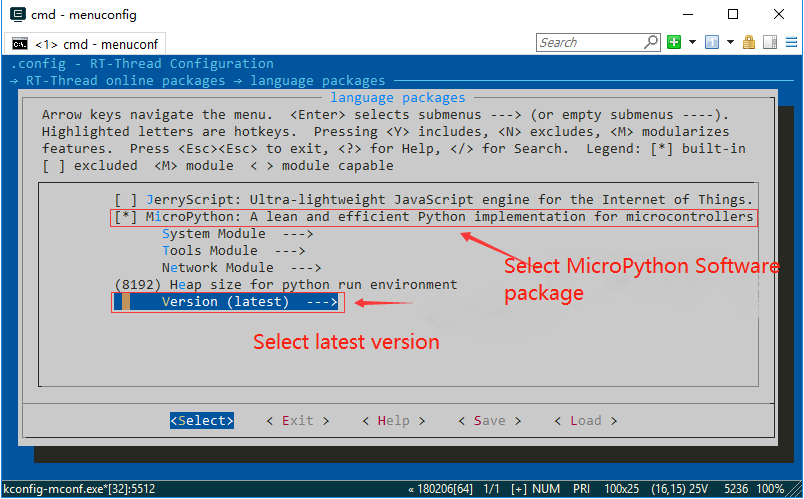 cmd - menuconfig
<1> cmd - menuconf
Search
.config - RT-Thread Configuration
→ RT-Thread online packages → language packages
language packages
Arrow keys navigate the menu.  <Enter> selects submenus ---> (or empty submenus ----).
Highlighted letters are hotkeys.  Pressing <Y> includes, <N> excludes, <M> modularizes
features.  Press <Esc><Esc> to exit, <?> for Help, </> for Search.  Legend: [*] built-in
[ ] excluded  <M> module  < > module capable
[ ] JerryScript: Ultra-lightweight JavaScript engine for the Internet of Things.
[*] MicroPython: A lean and efficient Python implementation for microcontrollers
System Module  --->
Tools Module  --->
Network Module  --->
(8192) Heap size for python run environment
Version (latest)  --->
Select MicroPython Software
package
Select latest version
<Select>    < Exit >    < Help >    < Save >    < Load >
kconfig-mconf.exe*[32]:5512    « 180206[64]  1/1  [+] NUM  PRI  100x25  (16,15) 25V  5236  100%